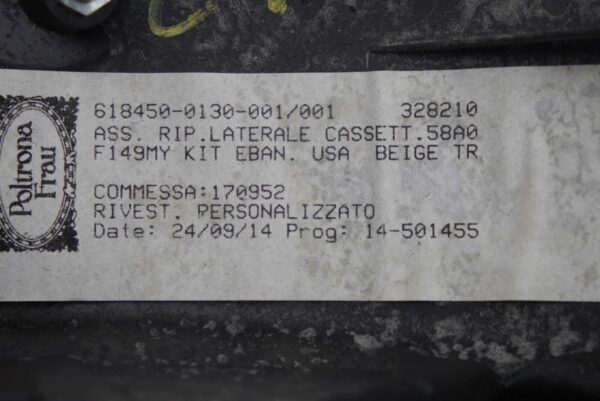 Poltrona
Frau
618450-0130-001/001 328210
ASS. RIP.LATERALE CASSETT.58A0
F149MY KIT EBAN. USA BEIGE TR
COMMESSA:170952
RIVEST. PERSONALIZZATO
Date: 24/09/14 Prog: 14-501455